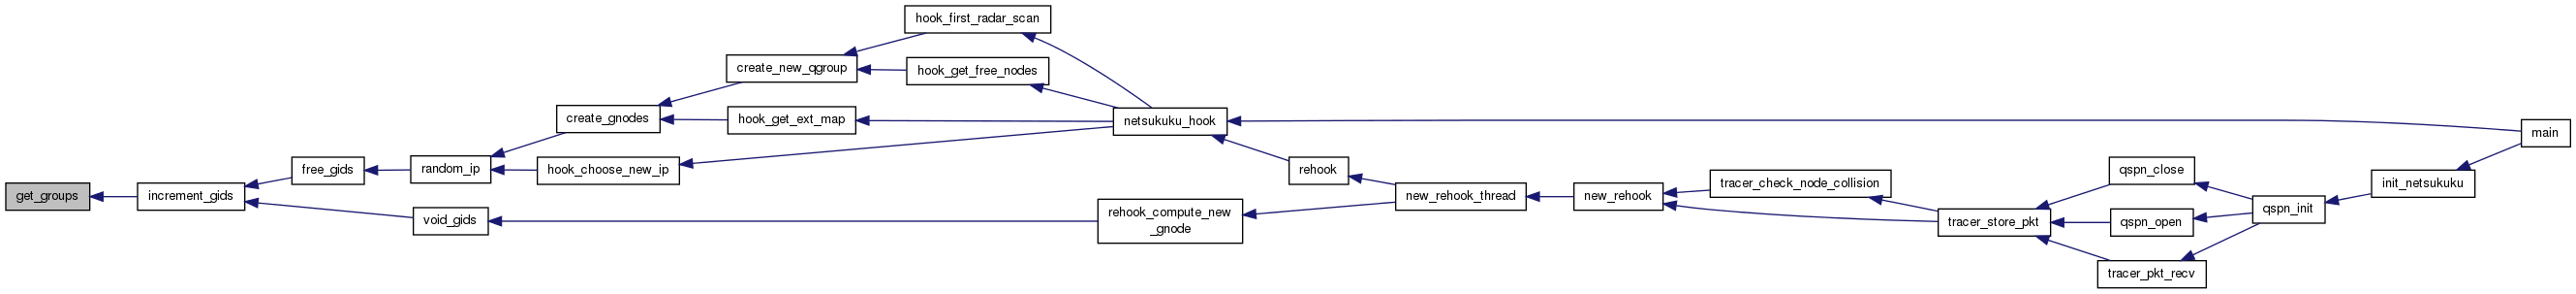 get_groups
increment_gids
free_gids
void_gids
random_ip
create_gnodes
hook_choose_new_ip
create_new_qgroup
hook_get_ext_map
hook_first_radar_scan
hook_get_free_nodes
netsukuku_hook
rehook_compute_new
_gnode
rehook
new_rehook_thread
new_rehook
tracer_check_node_collision
tracer_store_pkt
qspn_close
qspn_open
tracer_pkt_recv
qspn_init
init_netsukuku
main